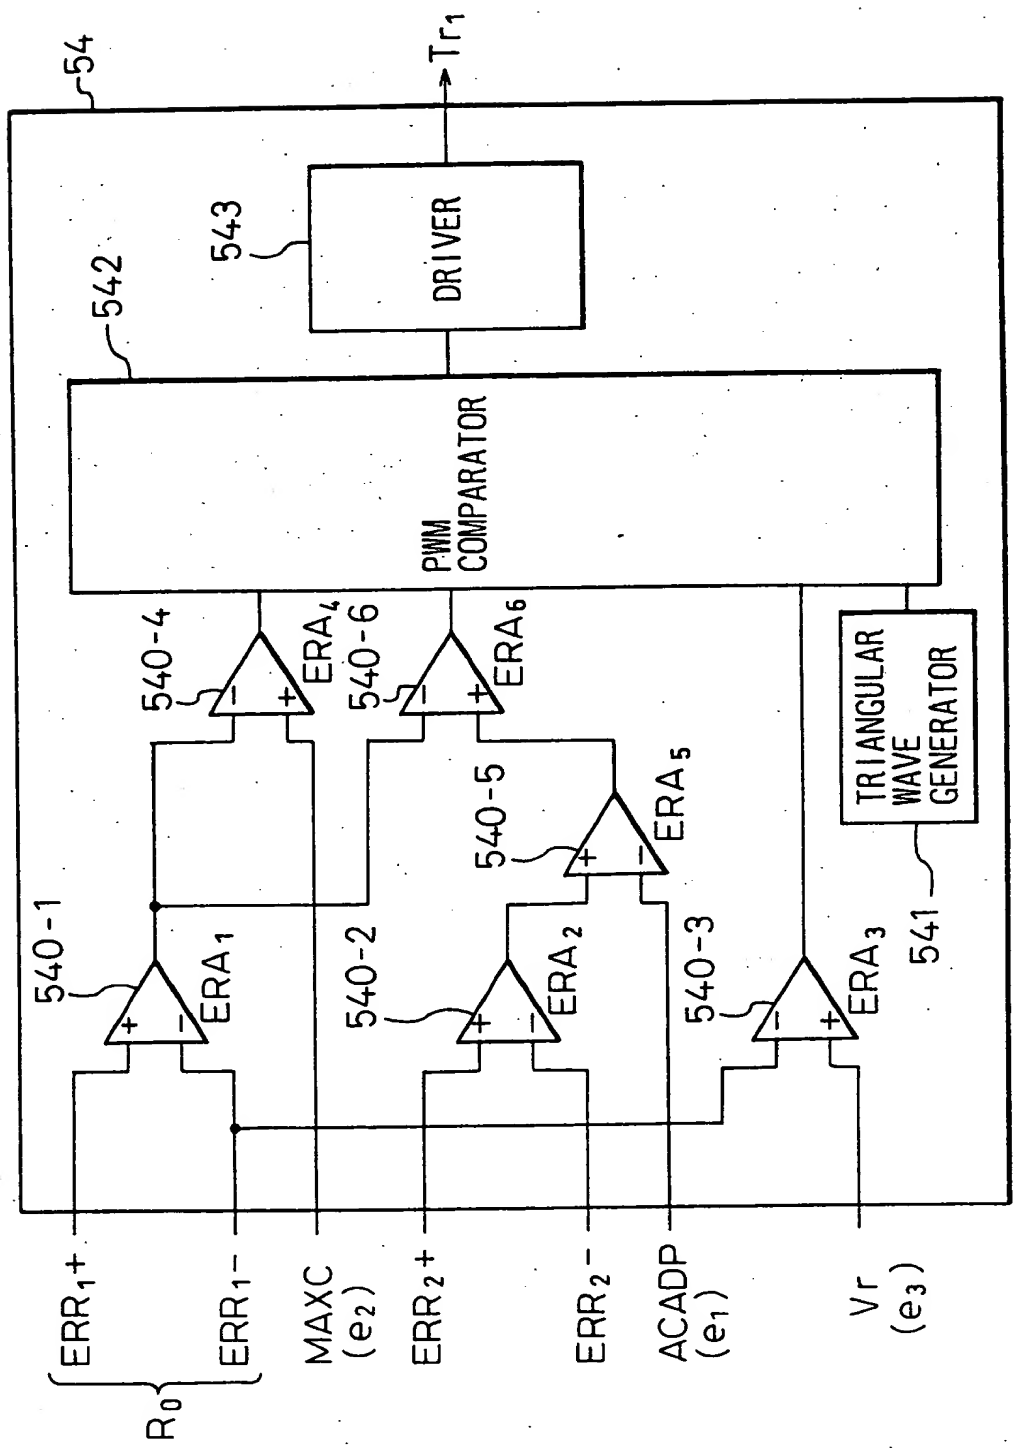 54
Tr1
543
DRIVER
542
PWM
COMPARATOR
540-4
ERA4
540-6
ERA6
540-5
ERA5
TRIANGULAR
WAVE
GENERATOR
541
540-1
ERA1
540-2
ERA2
540-3
ERA3
+
-
+
-
-
+
-
+
+
-
-
+
ERR1+
ERR1-
R0
MAXC
(e2)
ERR2+
ERR2-
ACADP
(e1)
Vr
(e3)